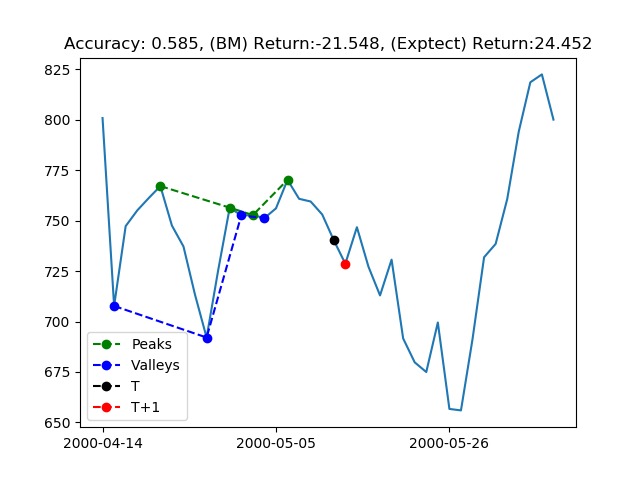 Accuracy: 0.585, (BM) Return:-21.548, (Exptect) Return:24.452
825
800
775
750
725
700
675
650
Peaks
Valleys
T
T+1
2000-04-14
2000-05-05
2000-05-26